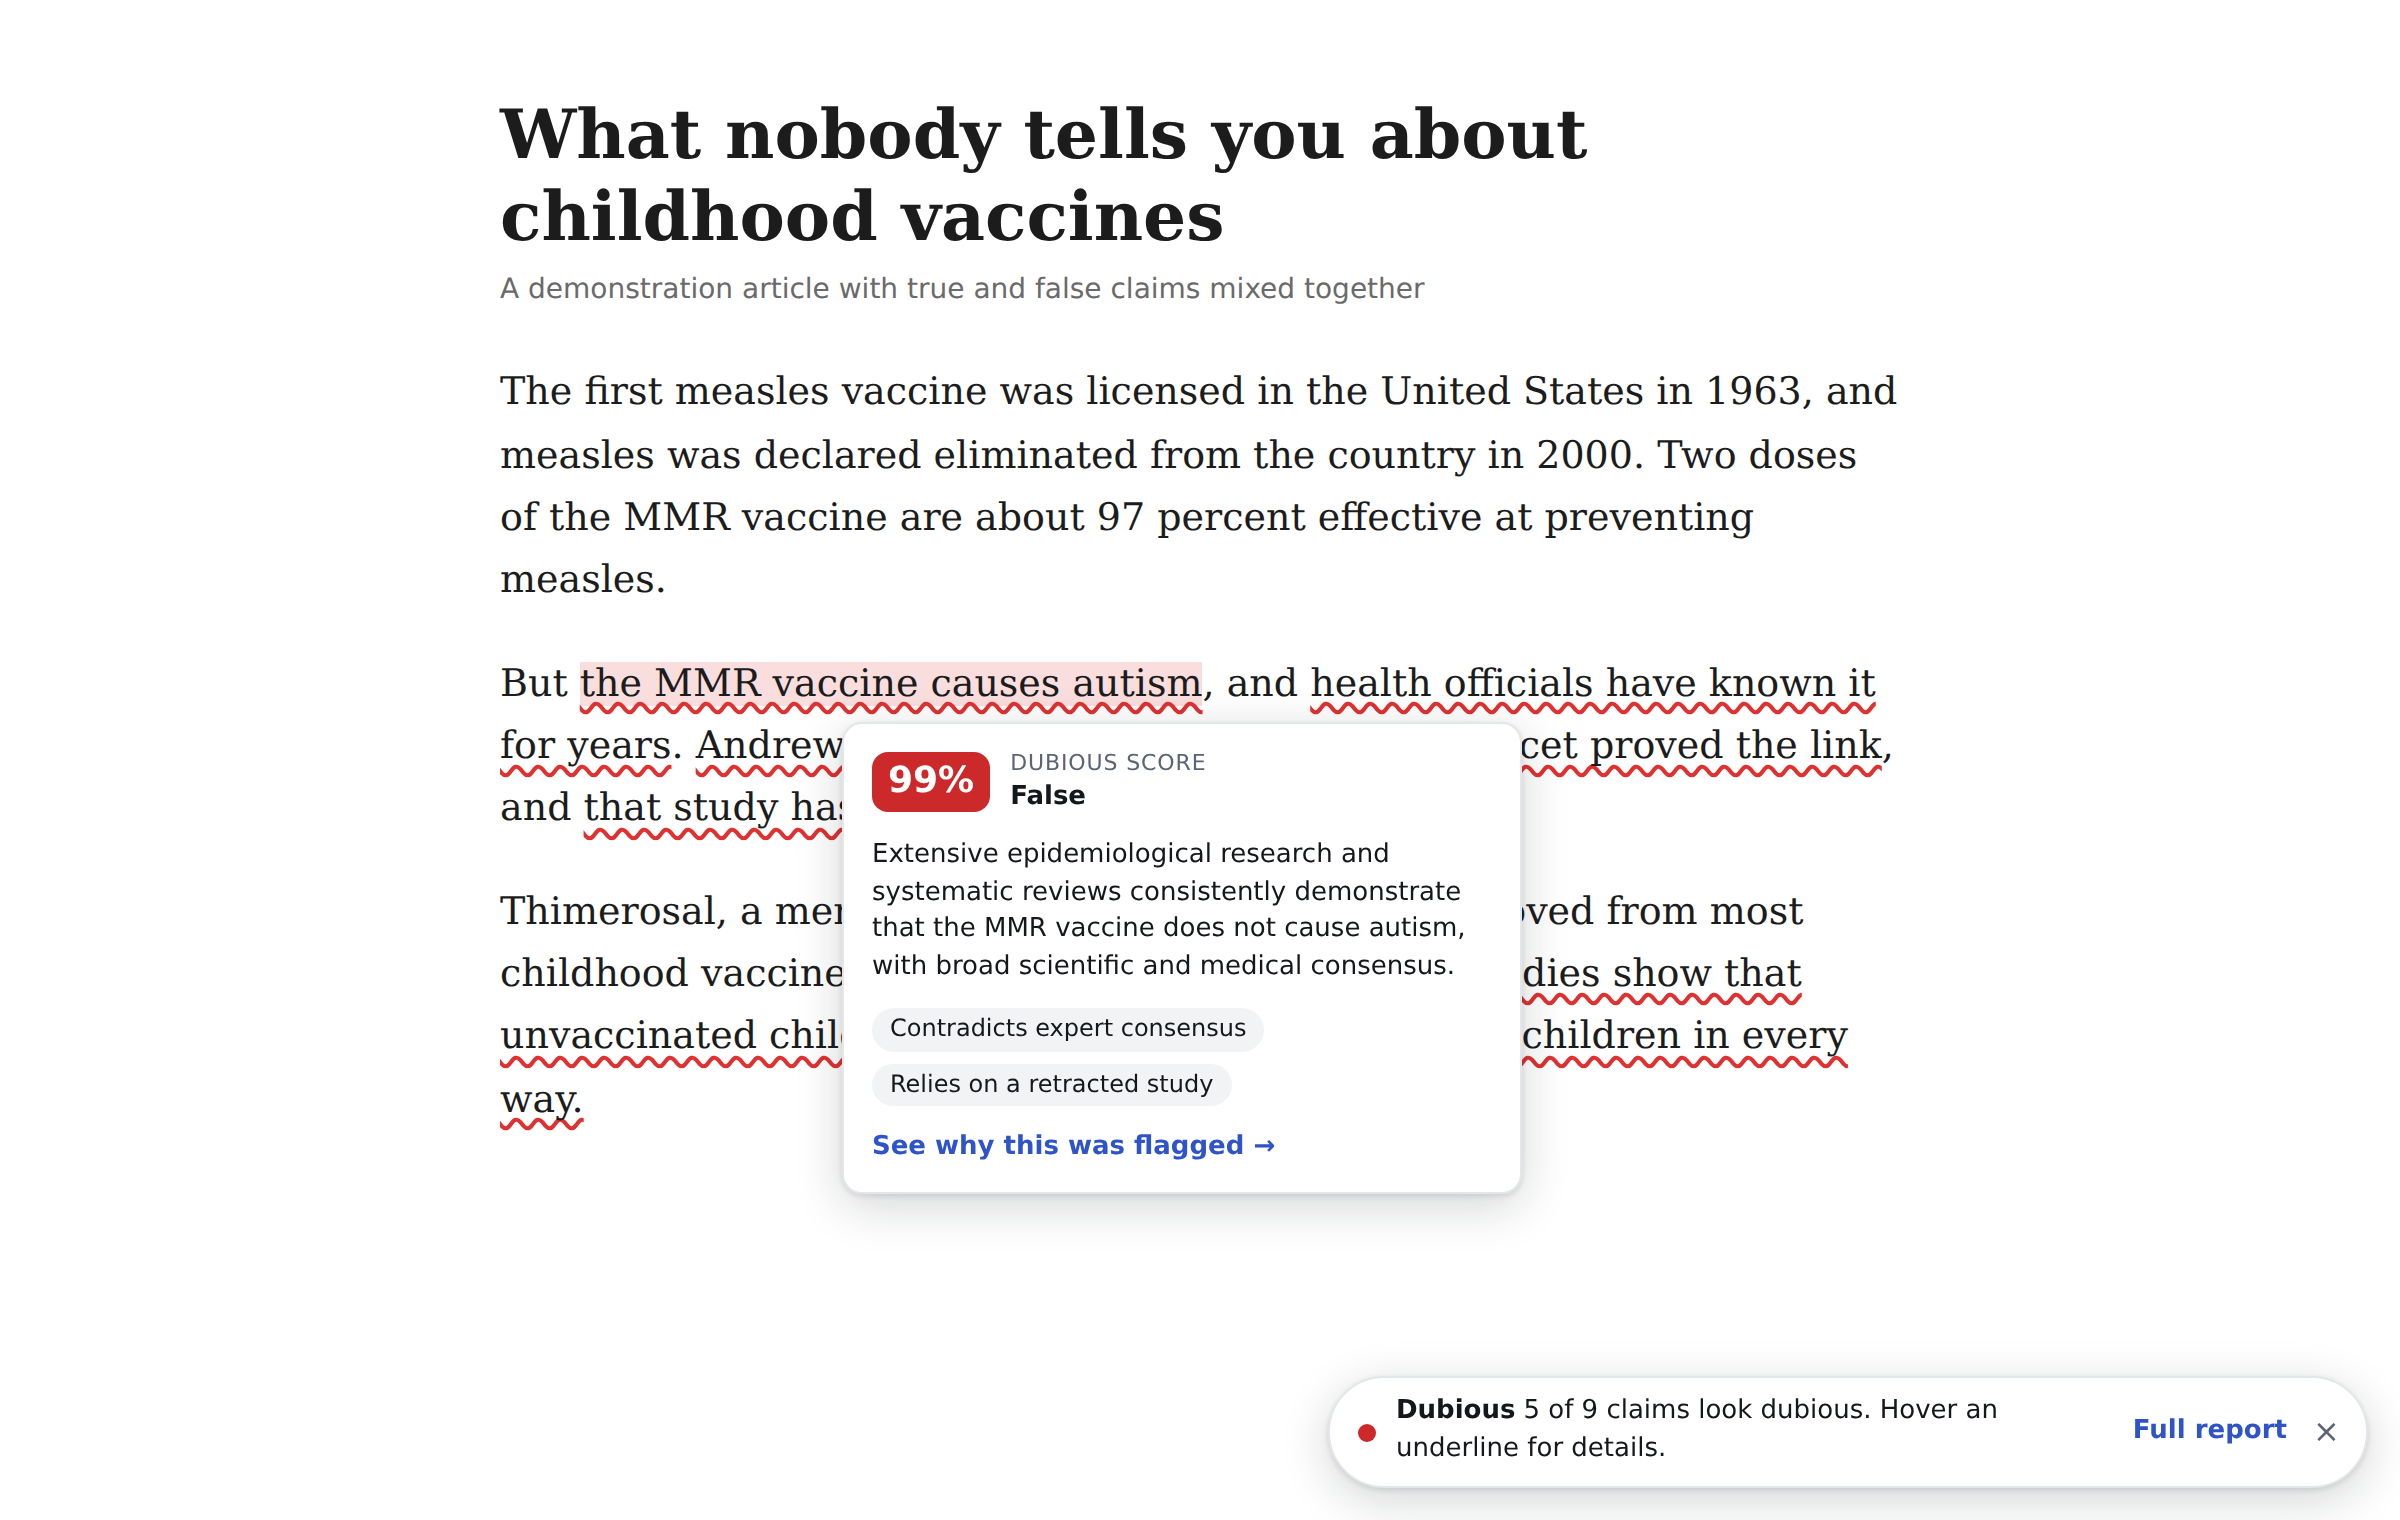 What nobody tells you about
childhood vaccines
A demonstration article with true and false claims mixed together
The first measles vaccine was licensed in the United States in 1963, and
measles was declared eliminated from the country in 2000. Two doses
of the MMR vaccine are about 97 percent effective at preventing
measles.
But the MMR vaccine causes autism, and health officials have known it
for years. Andrew proved the link,
and that study has
Thimerosal, a from most
childhood vaccine show that
unvaccinated children in every
way.
99%
DUBIOUS SCORE
False
Extensive epidemiological research and
systematic reviews consistently demonstrate
that the MMR vaccine does not cause autism,
with broad scientific and medical consensus.
Contradicts expert consensus
Relies on a retracted study
See why this was flagged →
Dubious 5 of 9 claims look dubious. Hover an
underline for details.
Full report ×